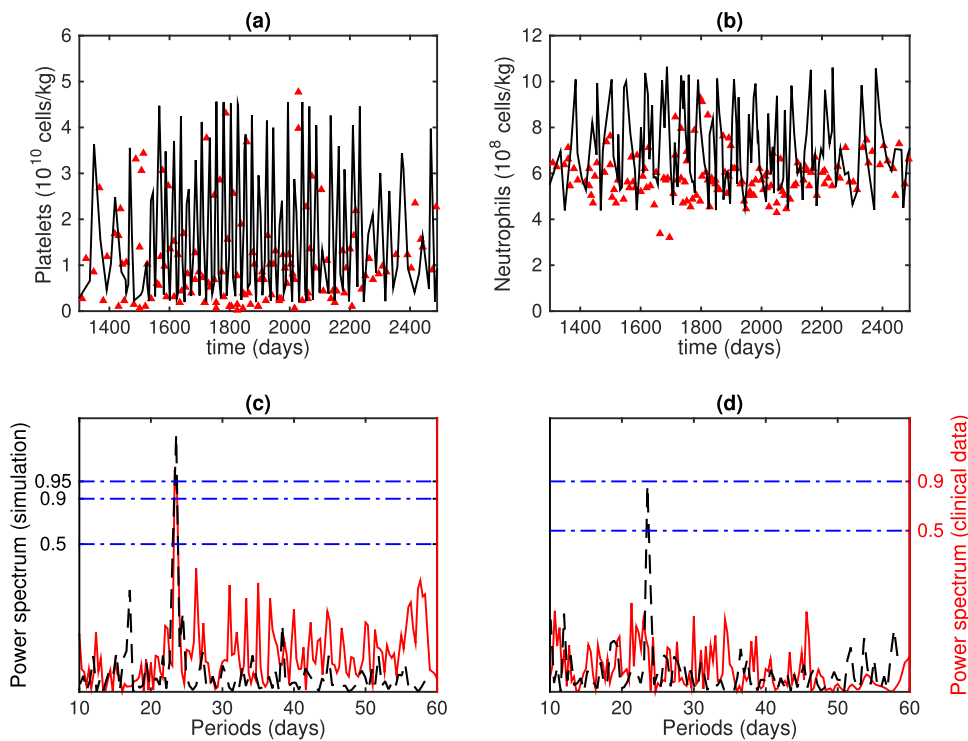 (a)
Platelets (10^10 cells/kg)
6
5
4
3
2
1
0
1400 1600 1800 2000 2200 2400
time (days)
(b)
Neutrophils (10^8 cells/kg)
12
10
8
6
4
2
0
1400 1600 1800 2000 2200 2400
time (days)
(c)
Power spectrum (simulation)
0.95
0.9
0.5
10 20 30 40 50 60
Periods (days)
(d)
0.9
0.5
Power spectrum (clinical data)
10 20 30 40 50 60
Periods (days)